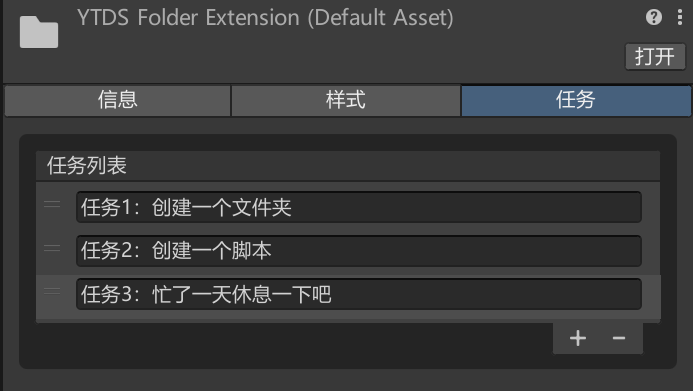 YTDS Folder Extension (Default Asset)
打开
信息 样式 任务
任务列表
任务1：创建一个文件夹
任务2：创建一个脚本
任务3：忙了一天休息一下吧